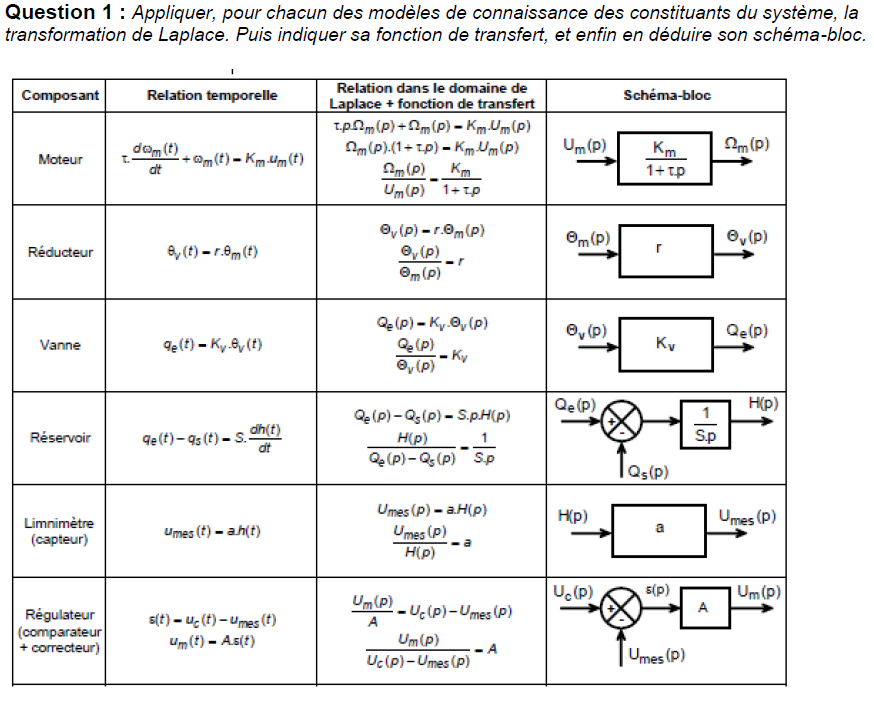 Question 1 : Appliquer, pour chacun des modèles de connaissance des constituants du système, la
transformation de Laplace. Puis indiquer sa fonction de transfert, et enfin en déduire son schéma-bloc.
Composant
Relation temporelle
Relation dans le domaine de
Laplace + fonction de transfert
Schéma-bloc
Moteur
τ.dωm(t)/dt + ωm(t) = Km.um(t)
τ.p.Ωm(p) + Ωm(p) = Km.Um(p)
Ωm(p).(1+ τ.p) = Km.Um(p)
Ωm(p)/Um(p) = Km/(1+ τ.p)
Um(p)
Km/(1+ τ.p)
Ωm(p)
Réducteur
θv(t) = r.θm(t)
Θv(p) = r.Θm(p)
Θv(p)/Θm(p) = r
Θm(p)
r
Θv(p)
Vanne
qe(t) = Kv.θv(t)
Qe(p) = Kv.Θv(p)
Qe(p)/Θv(p) = Kv
Θv(p)
Kv
Qe(p)
Réservoir
qe(t) – qs(t) = S.dh(t)/dt
Qe(p) – Qs(p) = S.p.H(p)
H(p)/(Qe(p) – Qs(p)) = 1/S.p
Qe(p)
+
-
1/S.p
H(p)
Qs(p)
Limnimètre
(capteur)
umes(t) = a.h(t)
Umes(p) = a.H(p)
Umes(p)/H(p) = a
H(p)
a
Umes(p)
Régulateur
(comparateur
+ correcteur)
s(t) = uc(t) – umes(t)
um(t) = A.s(t)
Um(p)/A = Uc(p) – Umes(p)
Um(p)/(Uc(p) – Umes(p)) = A
Uc(p)
+
-
s(p)
A
Um(p)
Umes(p)